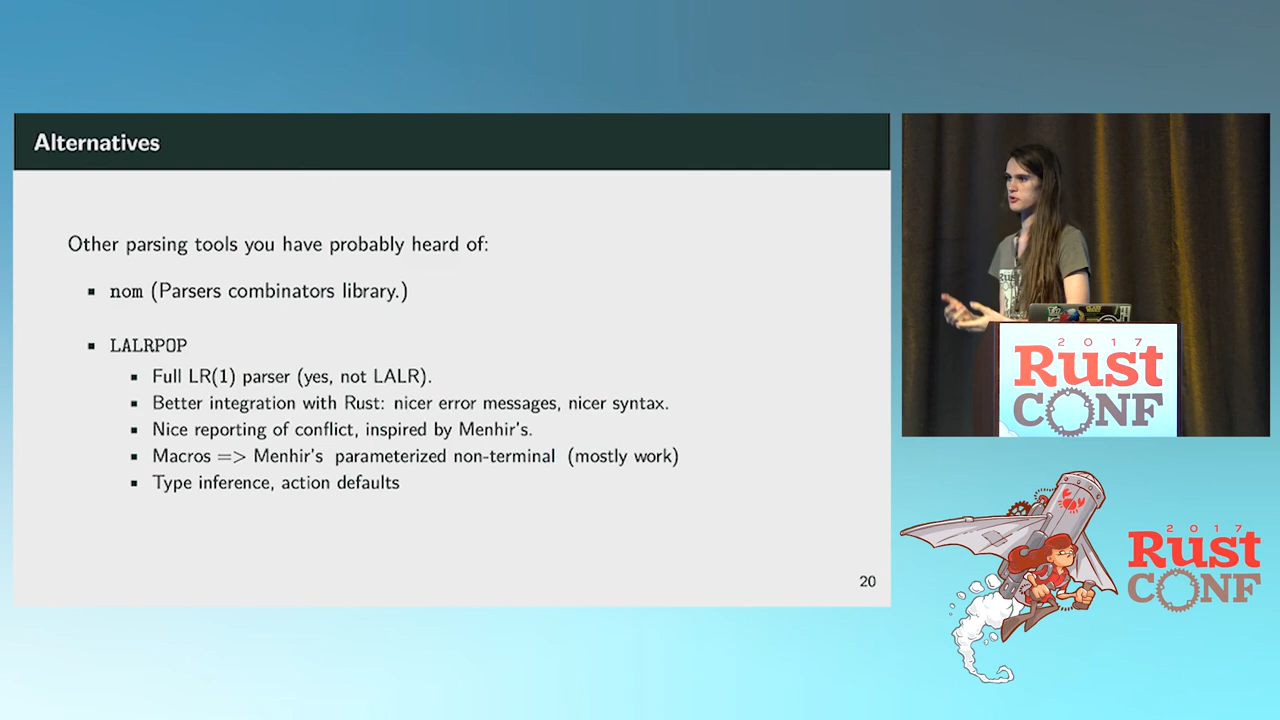 Alternatives
Other parsing tools you have probably heard of:
▪ nom (Parsers combinators library.)
▪ LALRPOP
▪ Full LR(1) parser (yes, not LALR).
▪ Better integration with Rust: nicer error messages, nicer syntax.
▪ Nice reporting of conflict, inspired by Menhir's.
▪ Macros => Menhir's parameterized non-terminal (mostly work)
▪ Type inference, action defaults
20
2017
Rust
CONF
2017
Rust
CONF